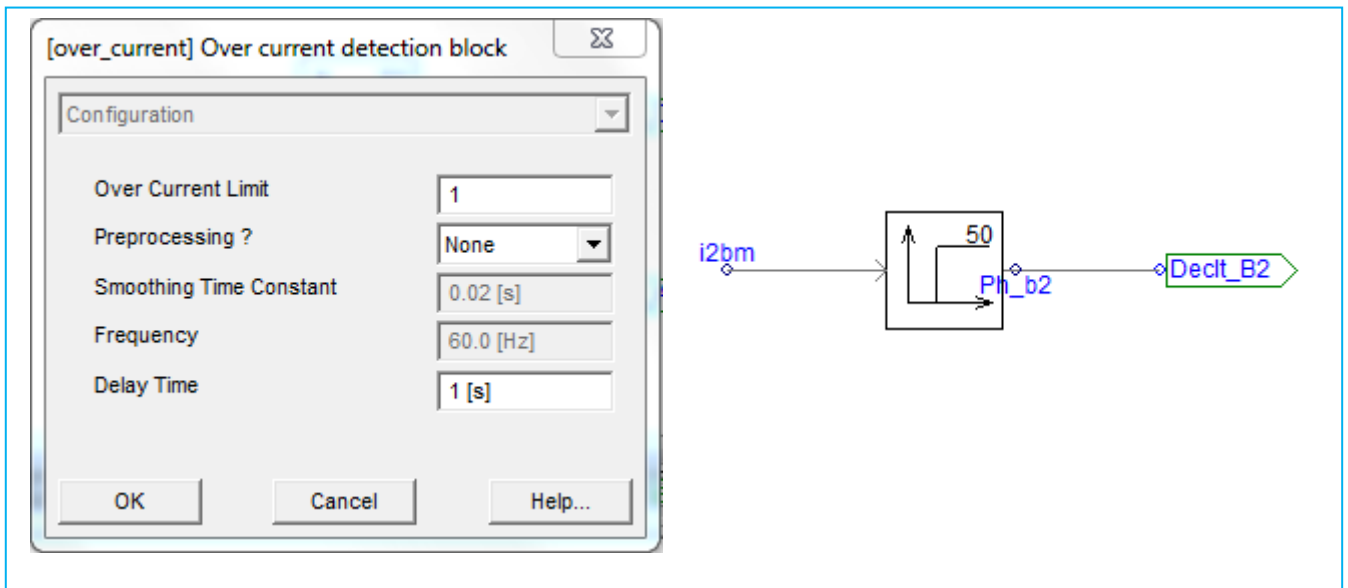 [over_current] Over current detection block
Configuration
Over Current Limit 1
Preprocessing ? None
Smoothing Time Constant 0.02 [s]
Frequency 60.0 [Hz]
Delay Time 1 [s]
OK Cancel Help...
i2bm
50
Ph_b2
Declt_B2